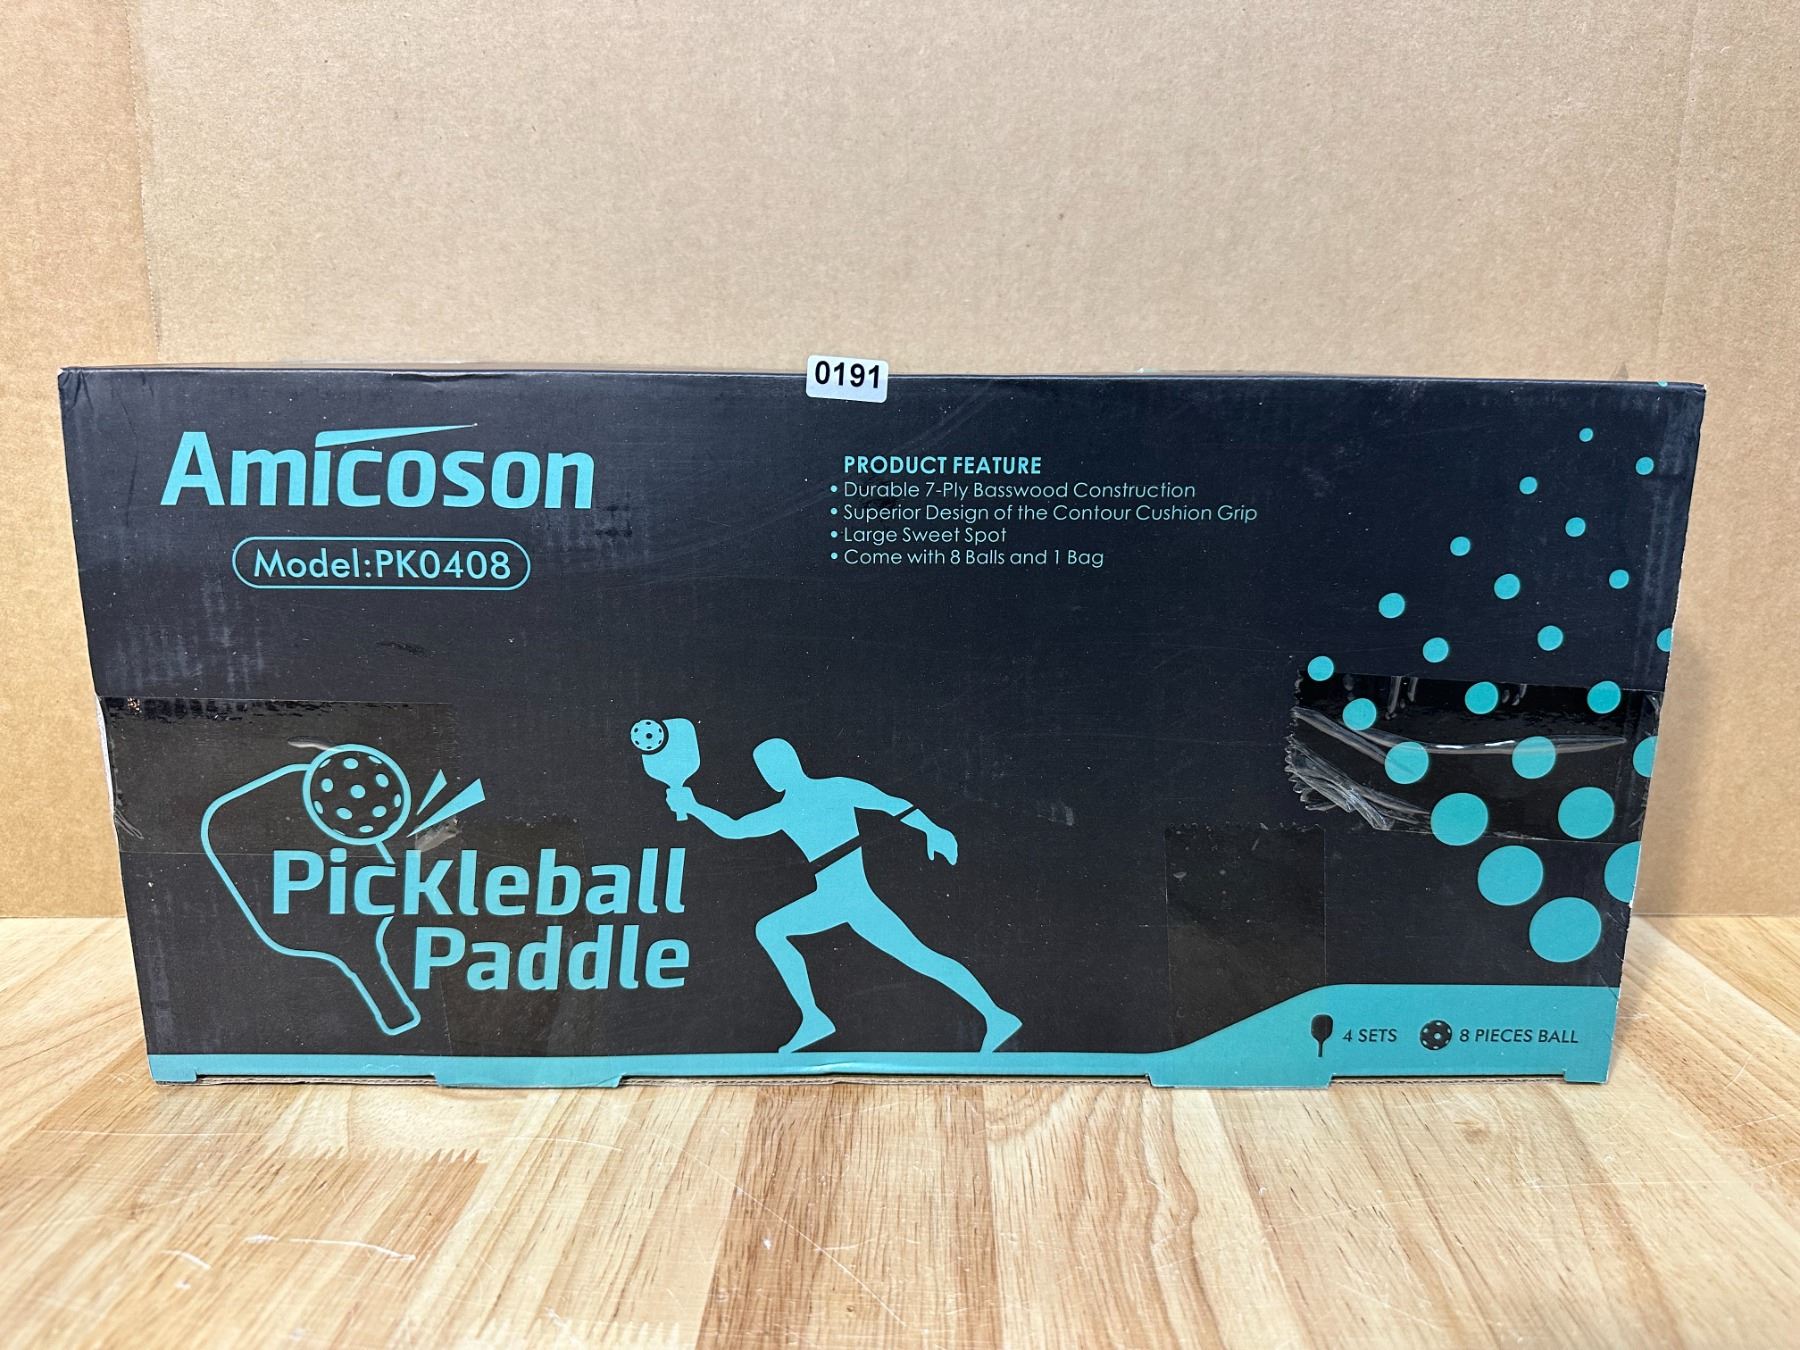 0191
Amicoson
Model:PK0408
PRODUCT FEATURE
• Durable 7-Ply Basswood Construction
• Superior Design of the Contour Cushion Grip
• Large Sweet Spot
• Come with 8 Balls and 1 Bag
Pickleball
Paddle
4 SETS
8 PIECES BALL